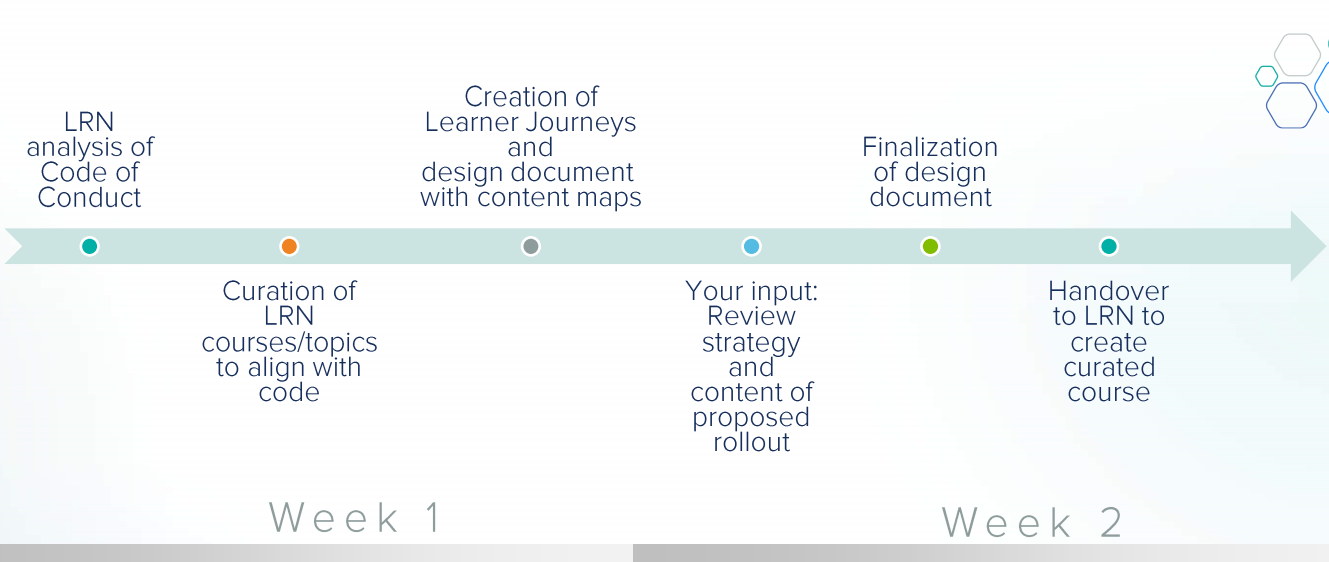 LRN
analysis of
Code of
Conduct
Curation of
LRN
courses/topics
to align with
code
Creation of
Learner Journeys
and
design document
with content maps
Your input:
Review
strategy
and
content of
proposed
rollout
Finalization
of design
document
Handover
to LRN to
create
curated
course
Week 1
Week 2